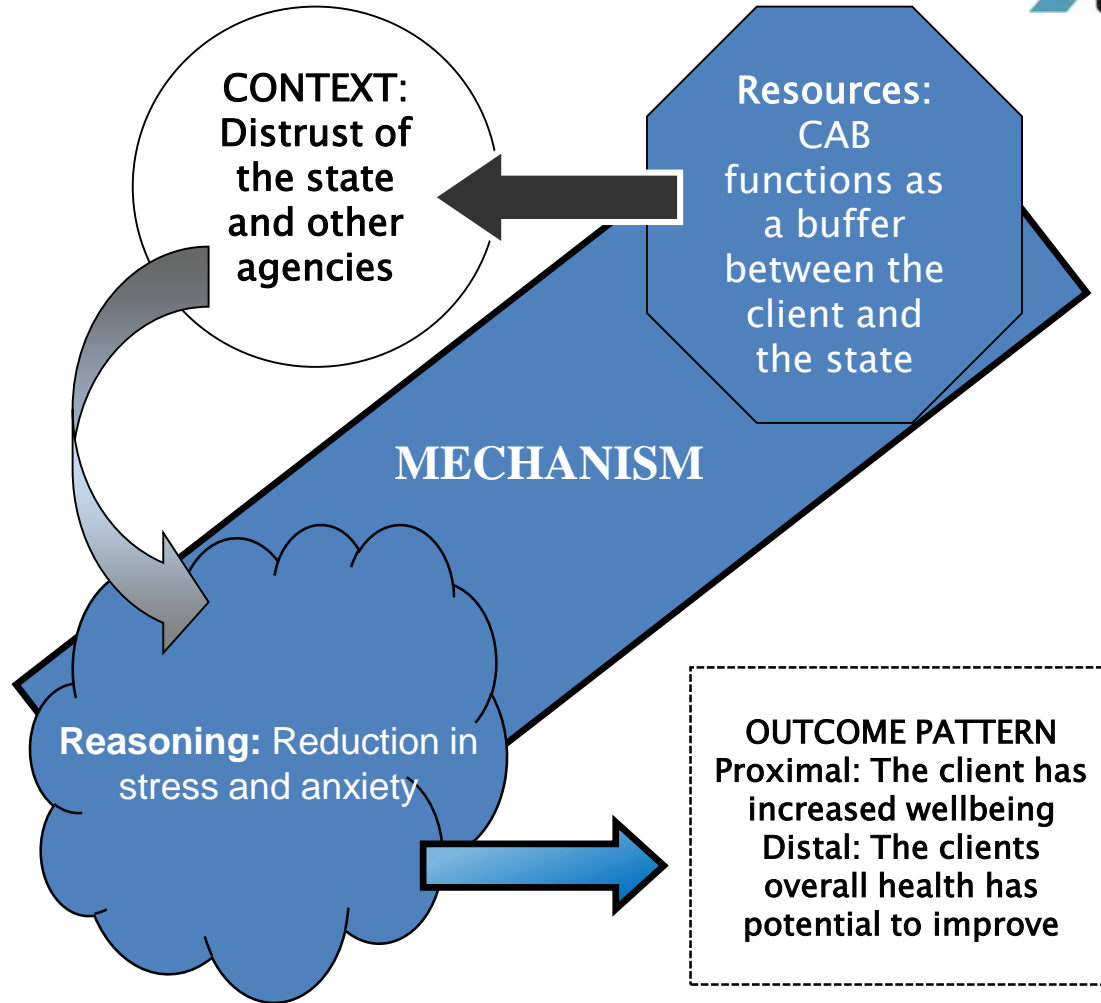 CONTEXT:
Distrust of
the state
and other
agencies
Resources:
CAB
functions as
a buffer
between the
client and
the state
MECHANISM
Reasoning: Reduction in
stress and anxiety
OUTCOME PATTERN
Proximal: The client has
increased wellbeing
Distal: The clients
overall health has
potential to improve